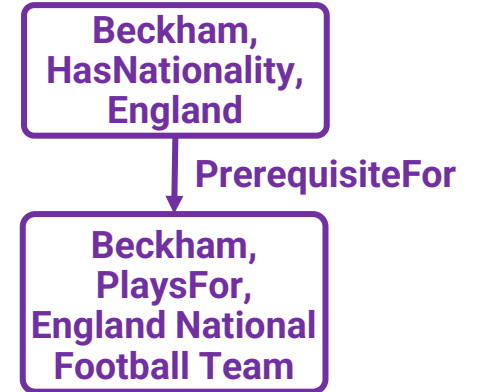 Beckham,
HasNationality,
England
PrerequisiteFor
Beckham,
PlaysFor,
England National
Football Team